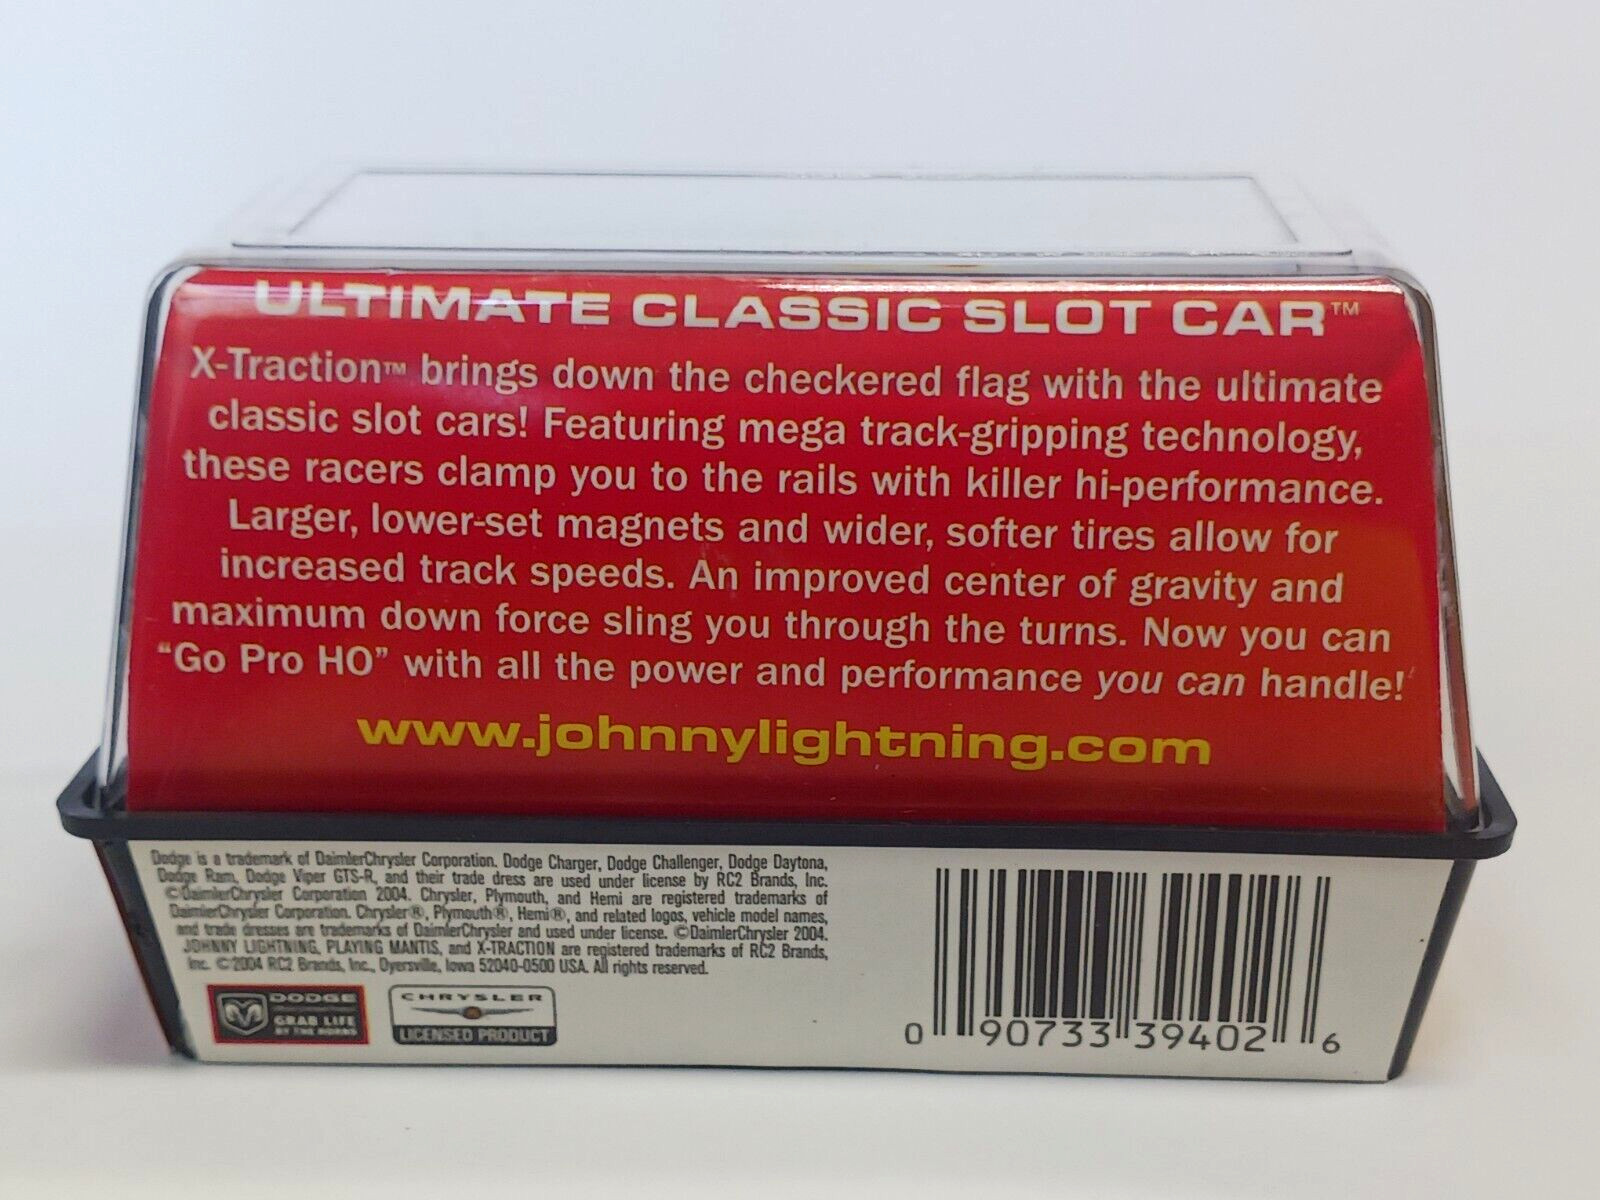 ULTIMATE CLASSIC SLOT CAR™
X-Traction™ brings down the checkered flag with the ultimate
classic slot cars! Featuring mega track-gripping technology,
these racers clamp you to the rails with killer hi-performance.
Larger, lower-set magnets and wider, softer tires allow for
increased track speeds. An improved center of gravity and
maximum down force sling you through the turns. Now you can
“Go Pro HO” with all the power and performance you can handle!
www.johnnylightning.com
Dodge is a trademark of DaimlerChrysler Corporation. Dodge Charger, Dodge Challenger, Dodge Daytona,
Dodge Ram, Dodge Viper GTS-R, and their trade dress are used under license by RC2 Brands, Inc.
©DaimlerChrysler Corporation 2004. Chrysler, Plymouth, and Hemi are registered trademarks of
DaimlerChrysler Corporation. Chrysler®, Plymouth®, Hemi®, and related logos, vehicle model names,
and trade dresses are trademarks of DaimlerChrysler and used under license. ©DaimlerChrysler 2004.
JOHNNY LIGHTNING, PLAYING MANTIS, and X-TRACTION are registered trademarks of RC2 Brands,
Inc. ©2004 RC2 Brands, Inc., Dyersville, Iowa 52040-0500 USA. All rights reserved.
DODGE
GRAB LIFE
BY THE HORNS
CHRYSLER
LICENSED PRODUCT
0 90733 39402 6